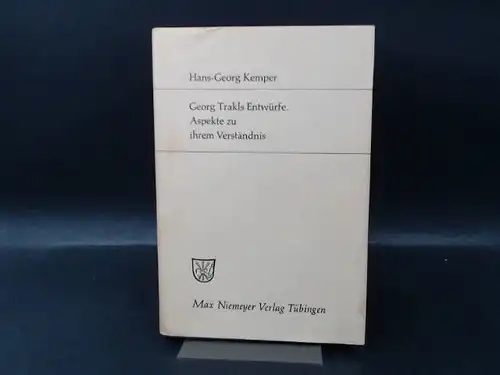 Hans-Georg Kemper
Georg Trakls Entwürfe.
Aspekte zu
ihrem Verständnis
Max Niemeyer Verlag Tübingen